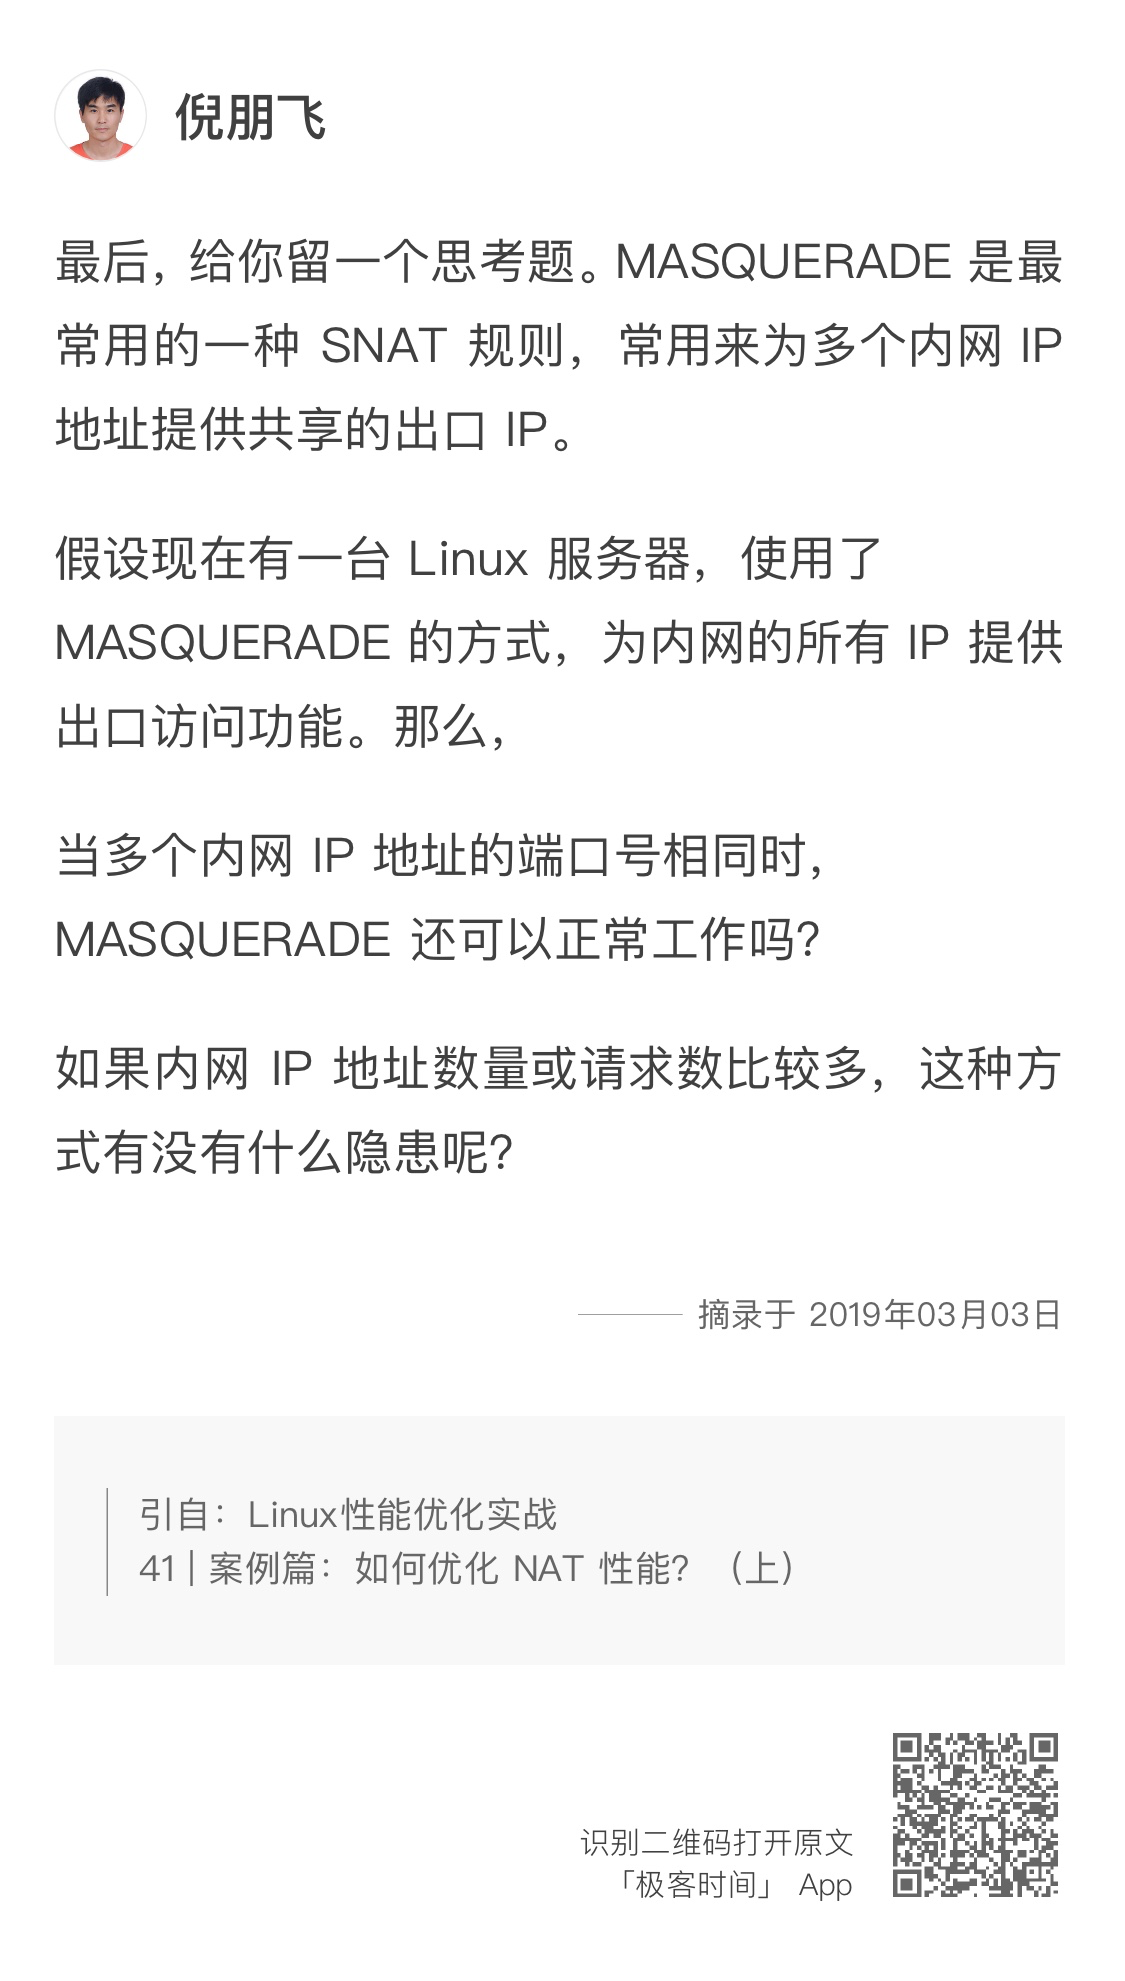 倪朋飞
最后，给你留一个思考题。MASQUERADE 是最
常用的一种 SNAT 规则，常用来为多个内网 IP
地址提供共享的出口 IP。
假设现在有一台 Linux 服务器，使用了
MASQUERADE 的方式，为内网的所有 IP 提供
出口访问功能。那么，
当多个内网 IP 地址的端口号相同时，
MASQUERADE 还可以正常工作吗？
如果内网 IP 地址数量或请求数比较多，这种方
式有没有什么隐患呢？
摘录于 2019年03月03日
引自：Linux性能优化实战
41 | 案例篇：如何优化 NAT 性能？（上）
识别二维码打开原文
「极客时间」 App